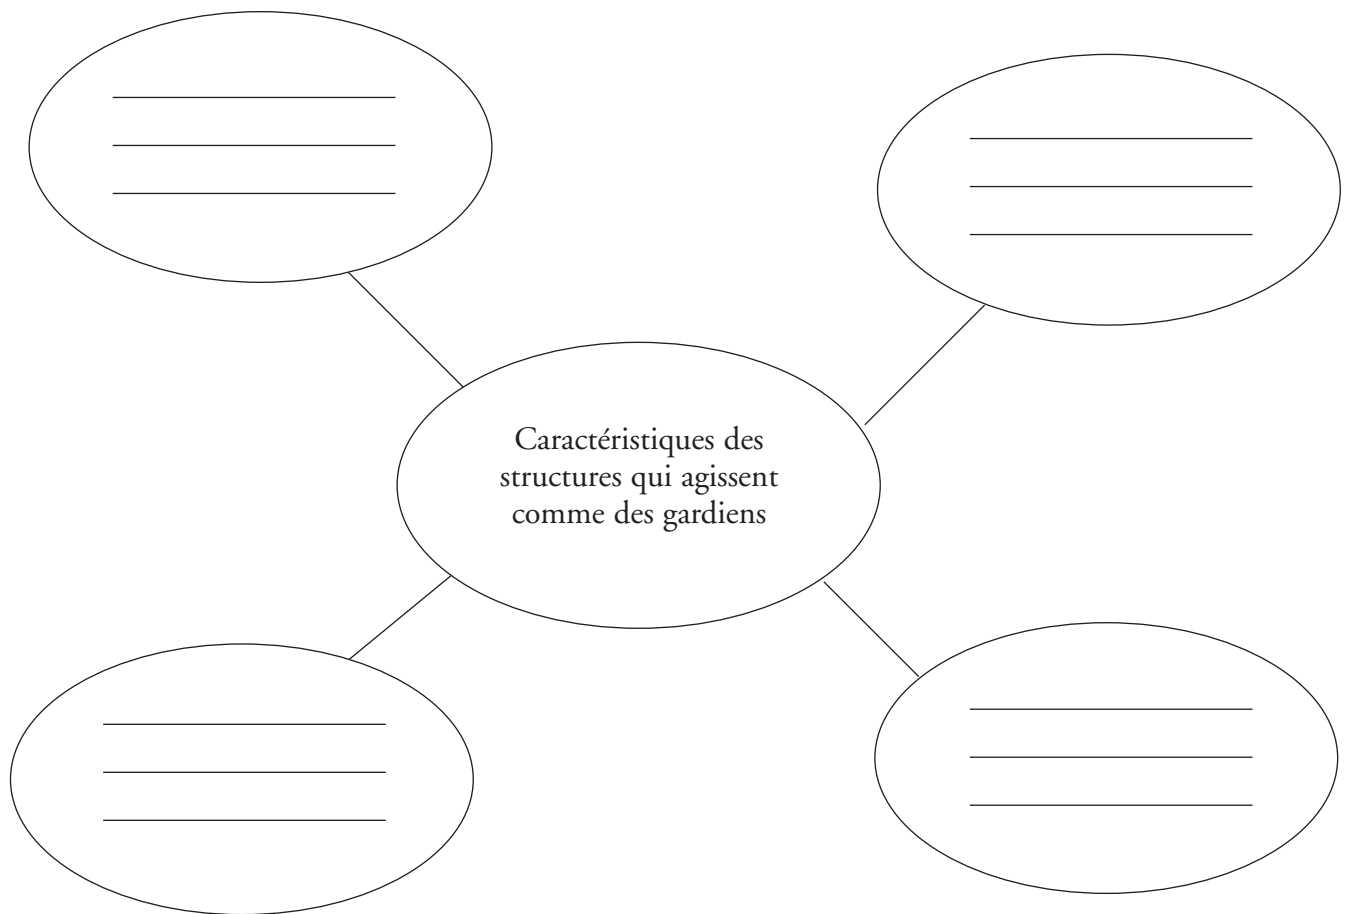 Caractéristiques des
structures qui agissent
comme des gardiens